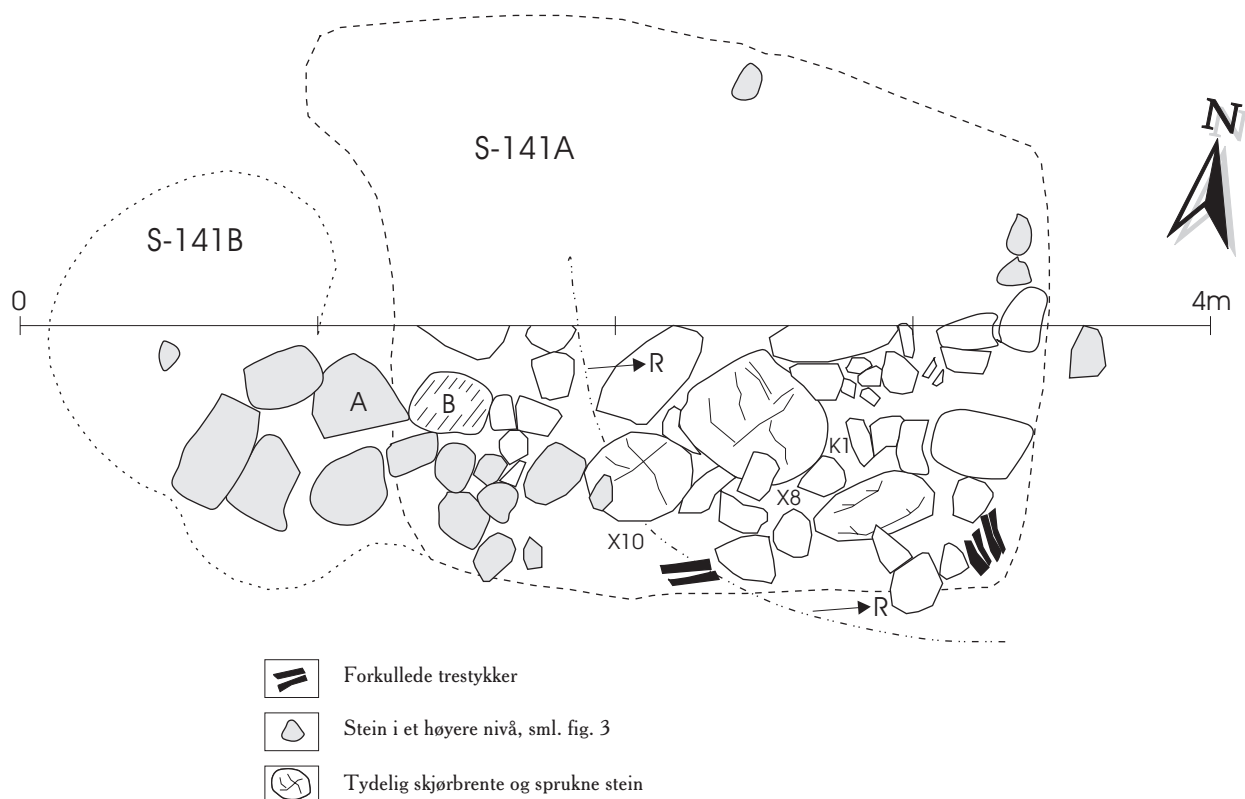 N
S-141A
S-141B
0
4m
R
A
B
K1
X8
X10
R
Forkullede trestykker
Stein i et høyere nivå, sml. fig. 3
Tydelig skjørbrente og sprukne stein